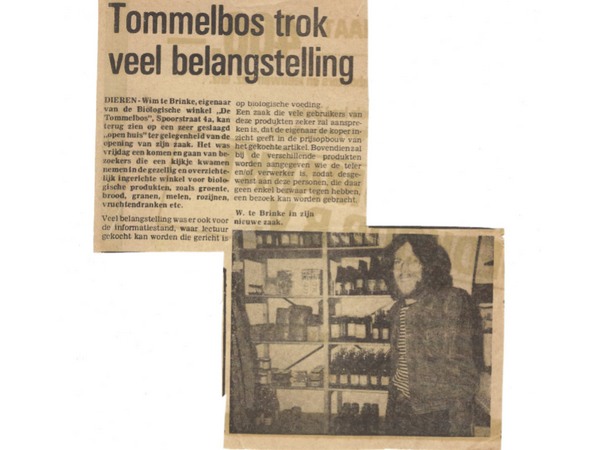 Tommelbos trok
veel belangstelling
DIEREN - Wim te Brinke, eigenaar
van de Biologische winkel „De
Tommelbos”, Spoorstraat 4a, kan
terug zien op een zeer geslaagd
„open huis” ter gelegenheid van de
opening van zijn zaak. Het was
vrijdag een komen en gaan van be-
zoekers die een kijkje kwamen
nemen in de gezellig en overzichte-
lijk ingerichte winkel voor biolo-
gische produkten, zoals groente,
brood, granen, meien, rozijnen,
vruchtendranken etc.
Veel belangstelling was er ook voor
de informatiestand, waar lectuur
gekocht kan worden die gericht is
op biologische voeding.
Een zaak die vele gebruikers van
deze produkten zeker zal aanspre-
ken is, dat de eigenaar de koper in-
zicht geeft in de prijsopbouw van
het gekochte artikel. Bovendien zal
bij de verschillende produkten
worden aangegeven wie de teler
en/of verwerker is, zodat desge-
wenst aan deze personen, die daar
geen enkel bezwaar tegen hebben,
een bezoek kan worden gebracht.
W. te Brinke in zijn
nieuwe zaak.